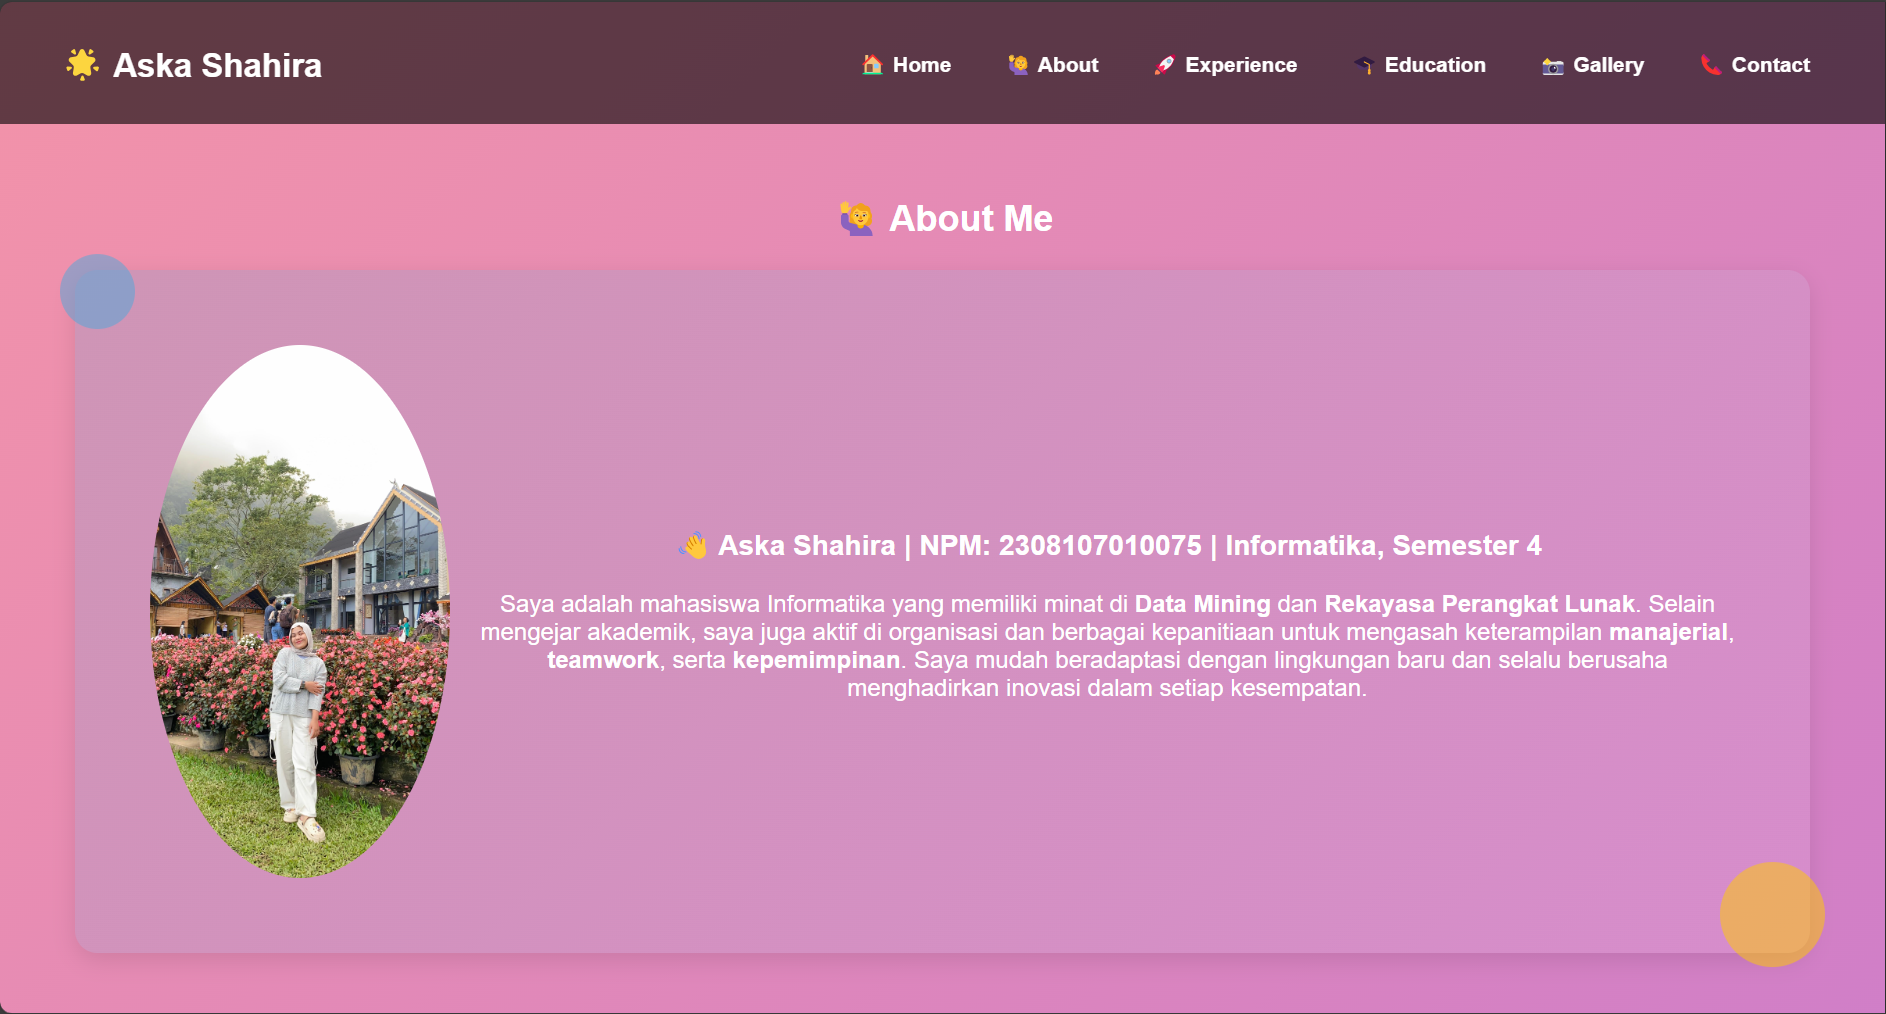 🌟 Aska Shahira
🏠 Home 🙋‍♀️ About 🚀 Experience 🎓 Education 📸 Gallery 📞 Contact
🙋‍♀️ About Me
👋 Aska Shahira | NPM: 2308107010075 | Informatika, Semester 4
Saya adalah mahasiswa Informatika yang memiliki minat di Data Mining dan Rekayasa Perangkat Lunak. Selain
mengejar akademik, saya juga aktif di organisasi dan berbagai kepanitiaan untuk mengasah keterampilan manajerial,
teamwork, serta kepemimpinan. Saya mudah beradaptasi dengan lingkungan baru dan selalu berusaha
menghadirkan inovasi dalam setiap kesempatan.